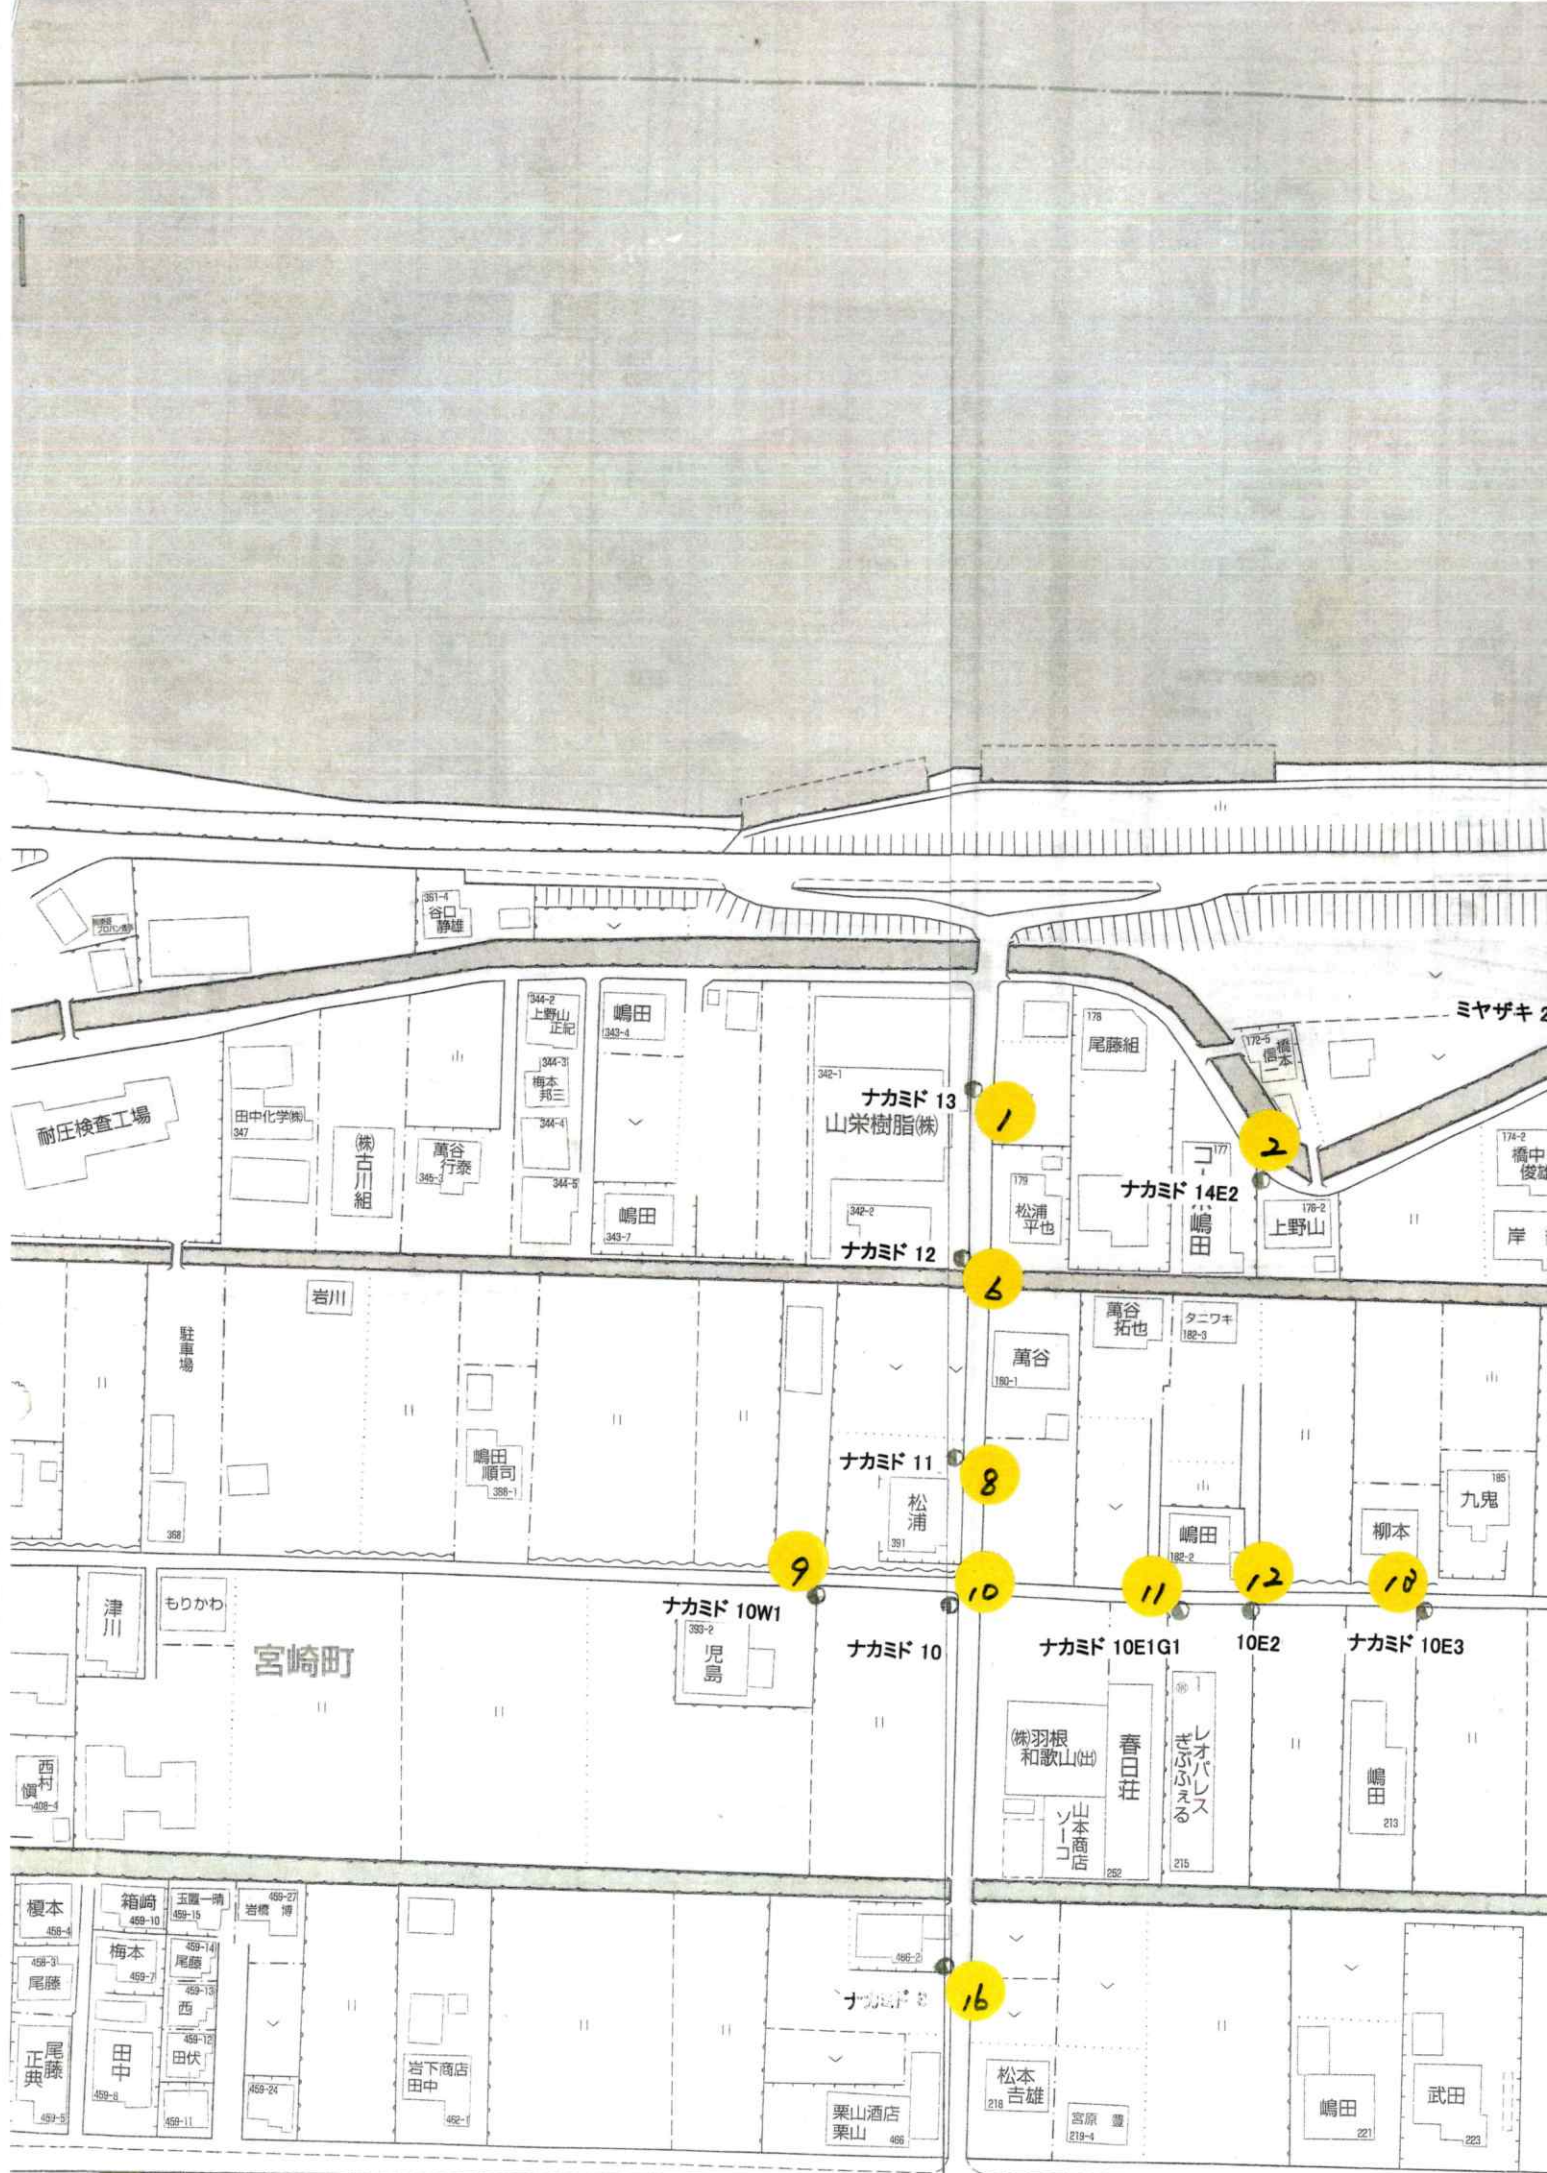 361-4
谷口
静雄
ミヤザキ 2
344-2
上野山
正紀
嶋田
343-4
178
尾藤組
172-5
橋本
信
344-3
梅本
邦三
342-1
ナカミド 13
山栄樹脂㈱
1
2
耐圧検査工場
田中化学㈱
347
㈱古川組
萬谷
行泰
345-3
344-4
344-5
嶋田
343-7
342-2
ナカミド 12
179
松浦
平也
177
ナカミド 14E2
嶋田
176-2
上野山
174-2
橋中
俊雄
岸
6
岩川
駐車場
萬谷
拓也
タニワキ
182-3
萬谷
180-1
ナカミド 11
8
嶋田
順司
388-1
松浦
391
368
185
九鬼
嶋田
182-2
柳本
9
10
11
12
13
津川
もりかわ
ナカミド 10W1
ナカミド 10
ナカミド 10E1G1
10E2
ナカミド 10E3
宮崎町
393-2
児島
㈱羽根
和歌山㈳
春日荘
レオパレス
ぎぶふぇる
215
嶋田
213
山本商店
ソーコ
252
西村
愼
408-4
榎本
458-4
箱崎
459-10
玉置一晴
459-15
459-27
岩橋 博
458-3
尾藤
梅本
459-7
459-14
尾藤
459-13
西
466-2
ナカミド
16
尾藤
正典
459-5
田中
459-8
459-12
田伏
459-11
459-24
岩下商店
田中
462-1
栗山酒店
栗山
466
松本
吉雄
218
宮原 豊
219-4
嶋田
221
武田
223